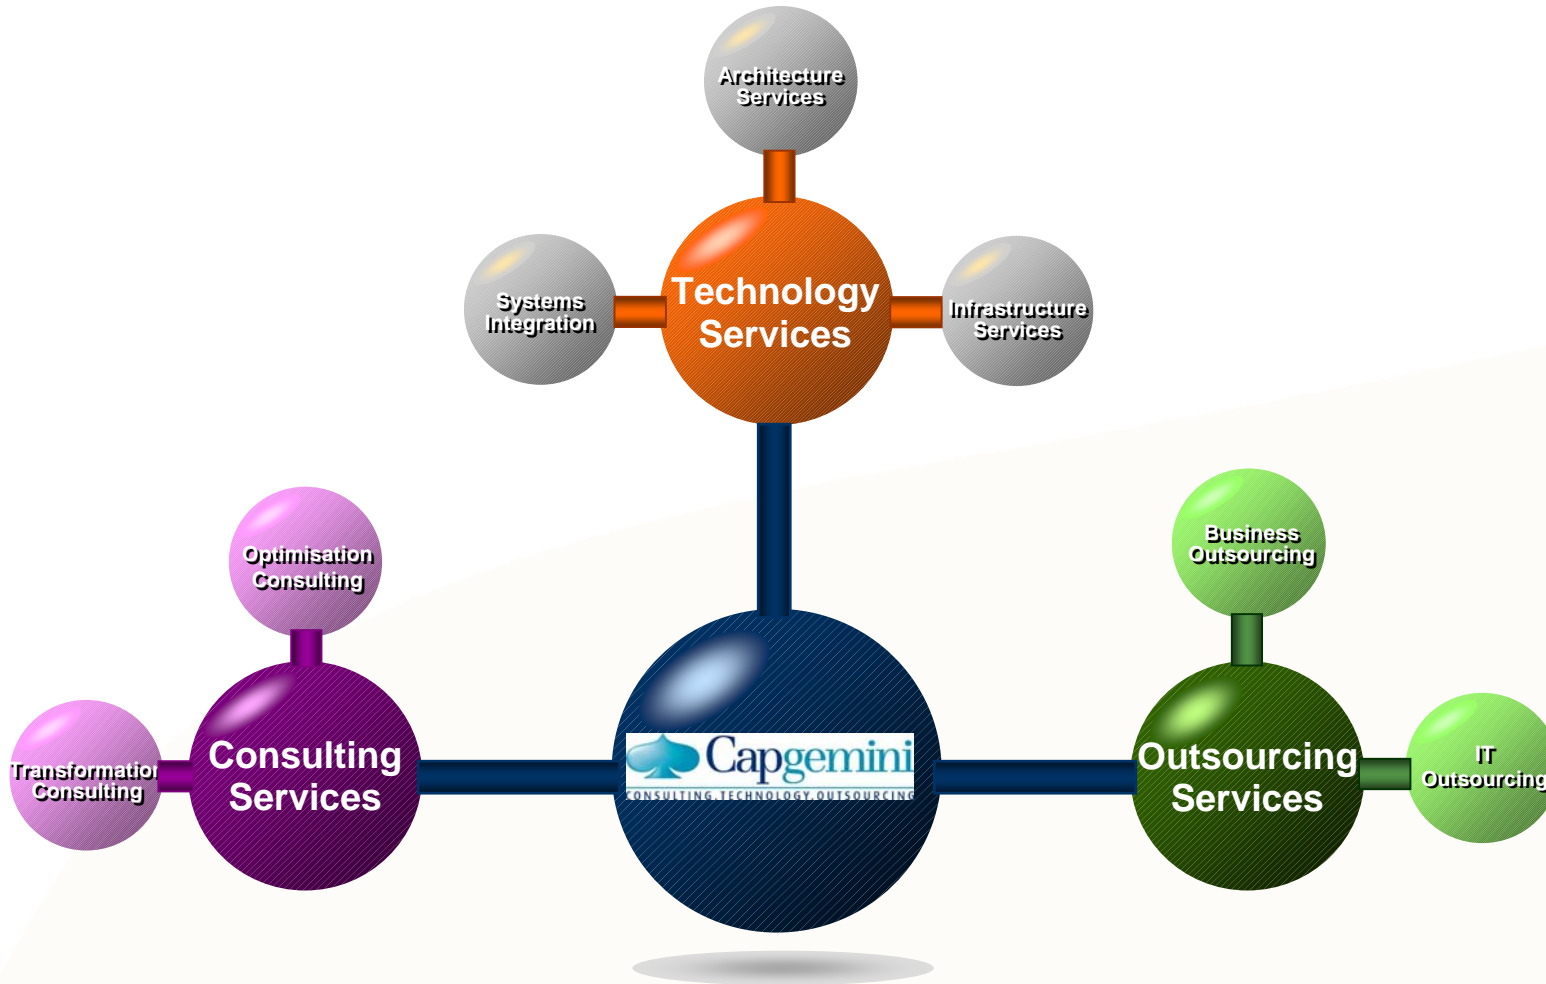 Architecture
Services
Systems
Integration
Technology
Services
Infrastructure
Services
Optimisation
Consulting
Transformation
Consulting
Consulting
Services
Capgemini
CONSULTING.TECHNOLOGY.OUTSOURCING
Business
Outsourcing
Outsourcing
Services
IT
Outsourcing